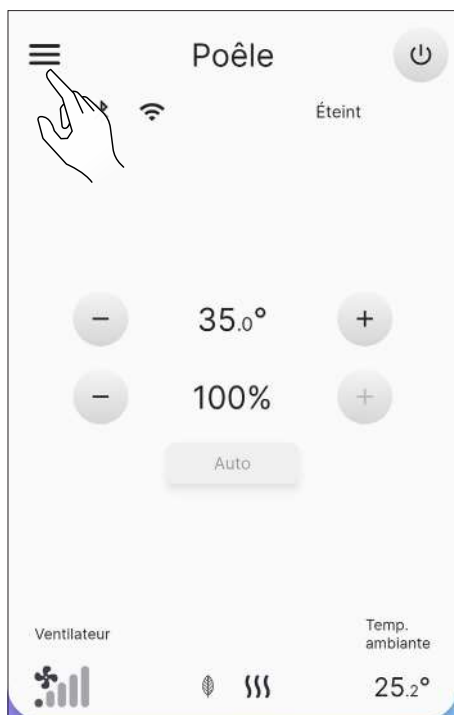 Poêle
Éteint
− 35.0° +
− 100% +
Auto
Ventilateur
Temp.
ambiante
25.2°